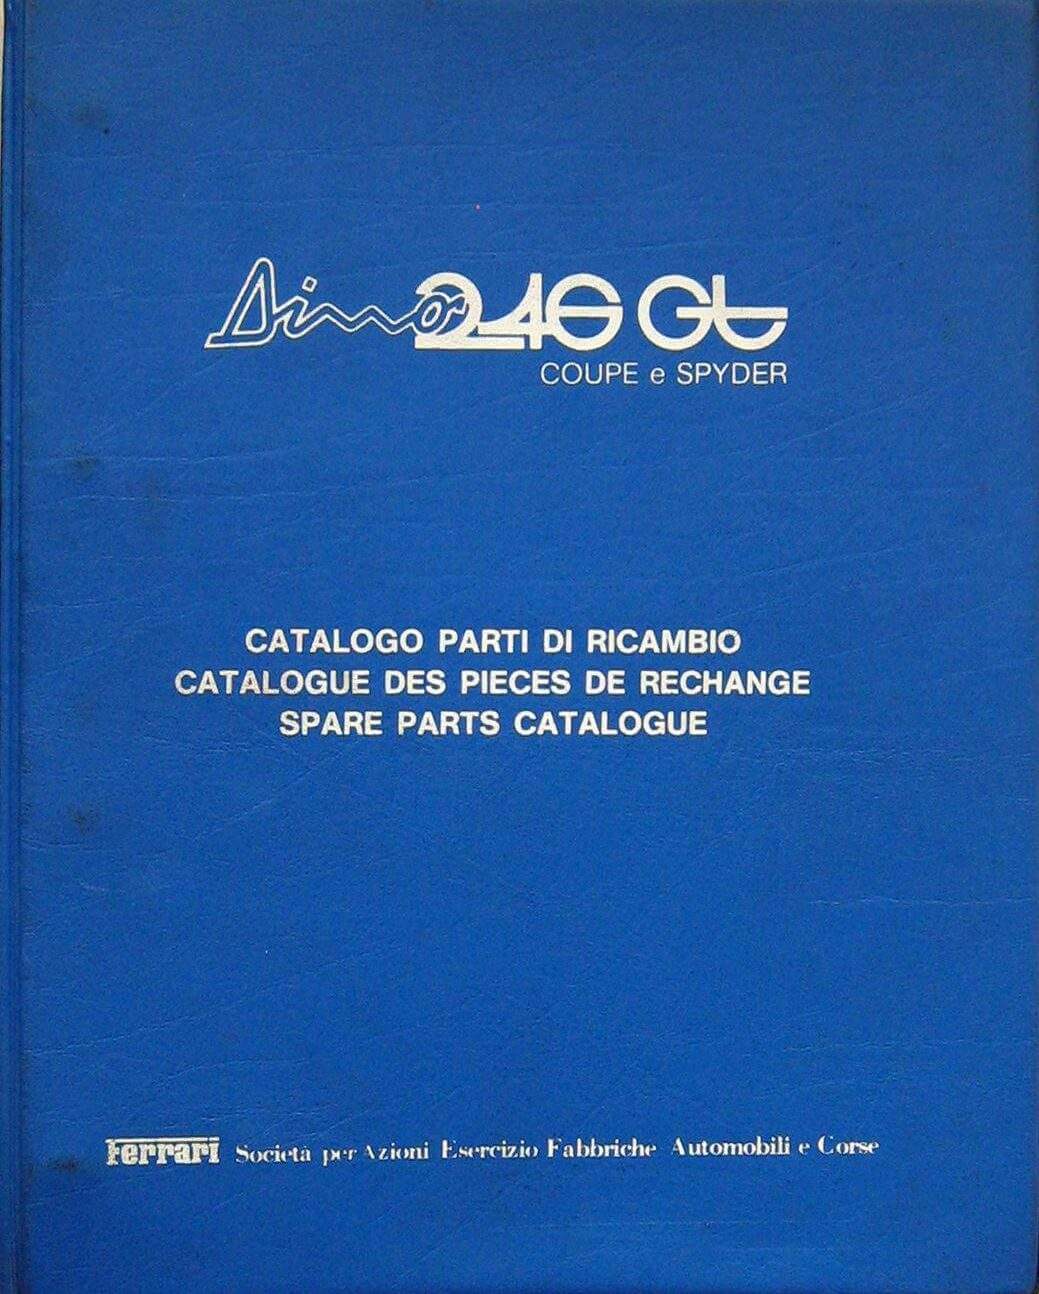 Dino 246 GT
COUPE e SPYDER
CATALOGO PARTI DI RICAMBIO
CATALOGUE DES PIECES DE RECHANGE
SPARE PARTS CATALOGUE
Ferrari Società per Azioni Esercizio Fabbriche Automobili e Corse